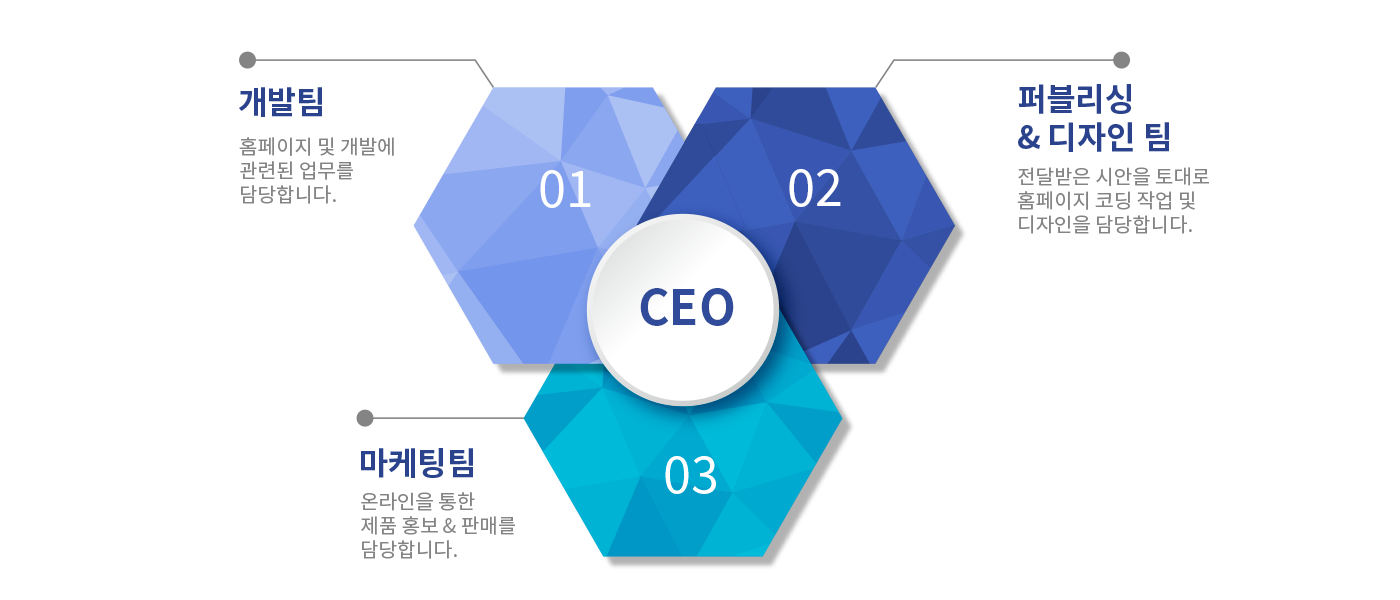 개발팀
홈페이지 및 개발에
관련된 업무를
담당합니다.
01
02
퍼블리싱
& 디자인 팀
전달받은 시안을 토대로
홈페이지 코딩 작업 및
디자인을 담당합니다.
CEO
03
마케팅팀
온라인을 통한
제품 홍보 & 판매를
담당합니다.